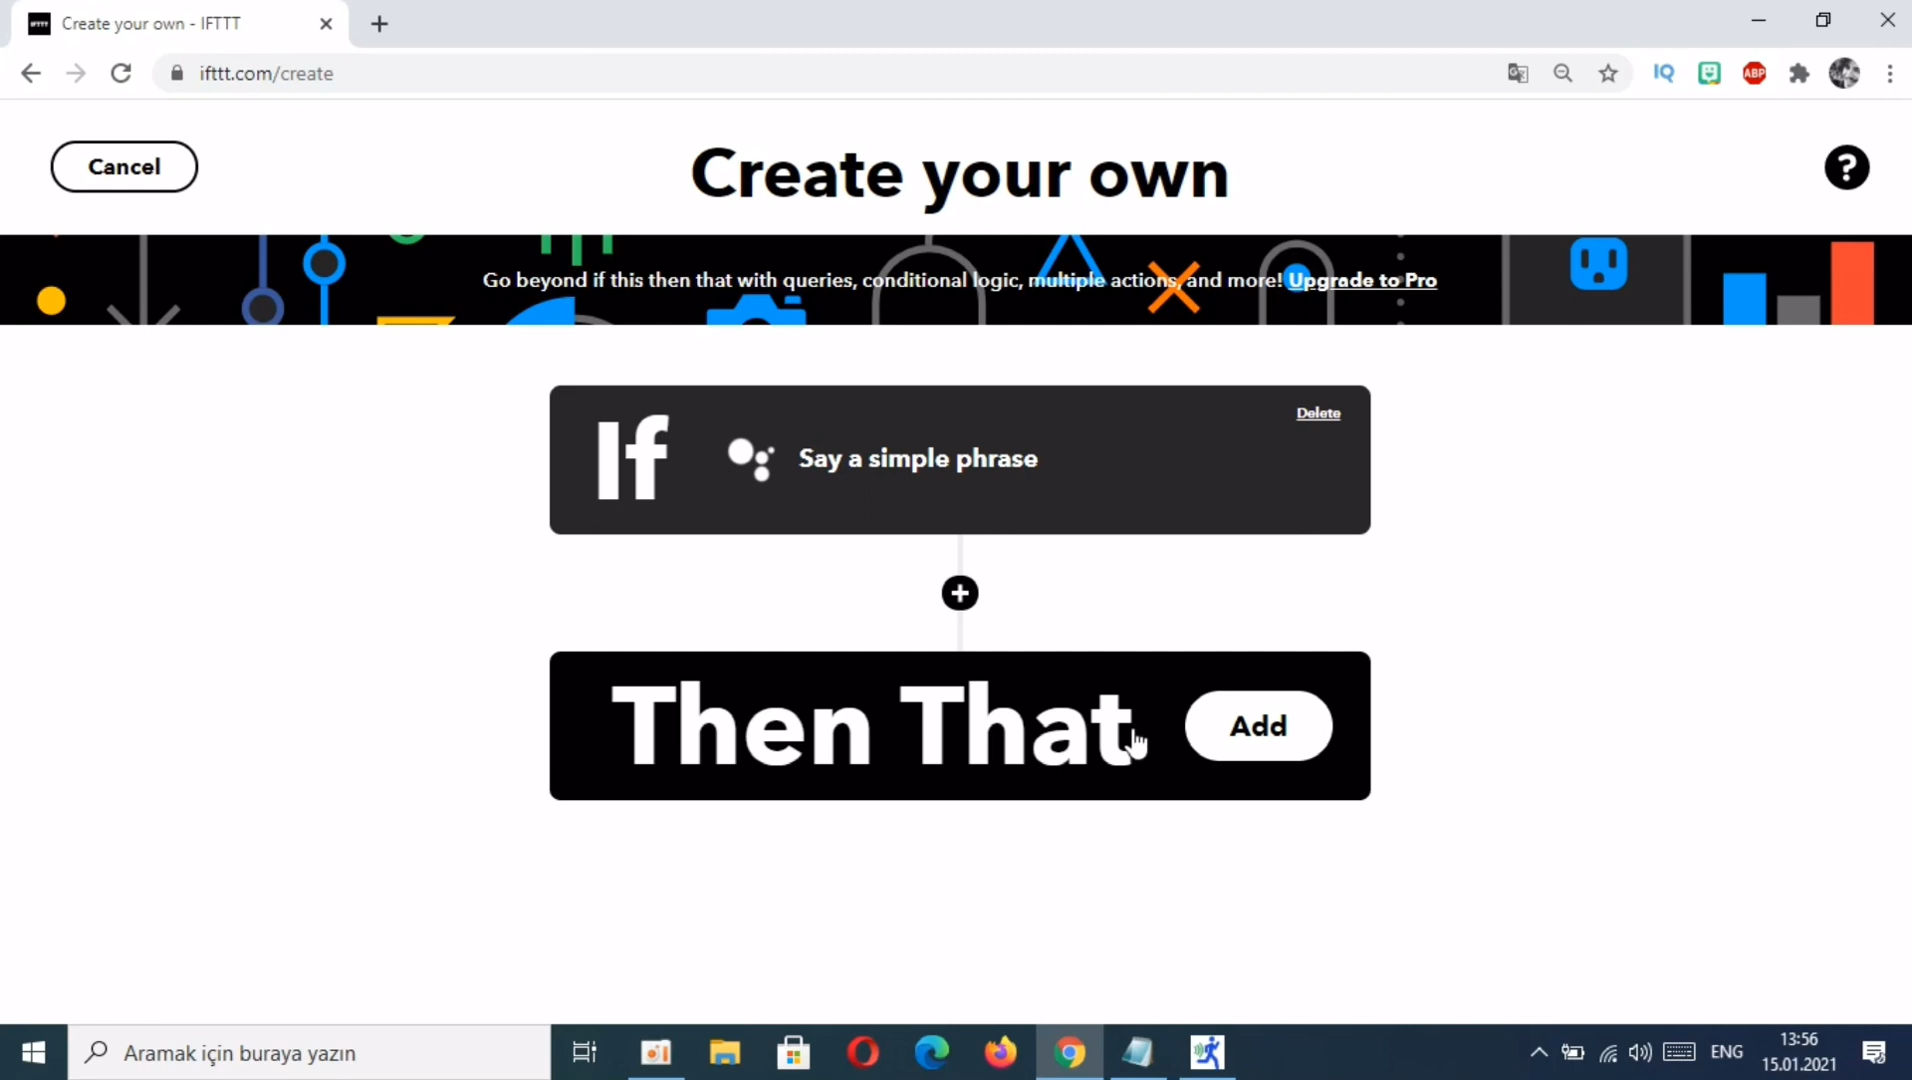 Create your own - IFTTT
ifttt.com/create
IQ
ABP
Cancel
Create your own
?
Go beyond if this then that with queries, conditional logic, multiple actions, and more! Upgrade to Pro
Delete
If
Say a simple phrase
Then That
Add
Aramak için buraya yazın
ENG
13:56
15.01.2021